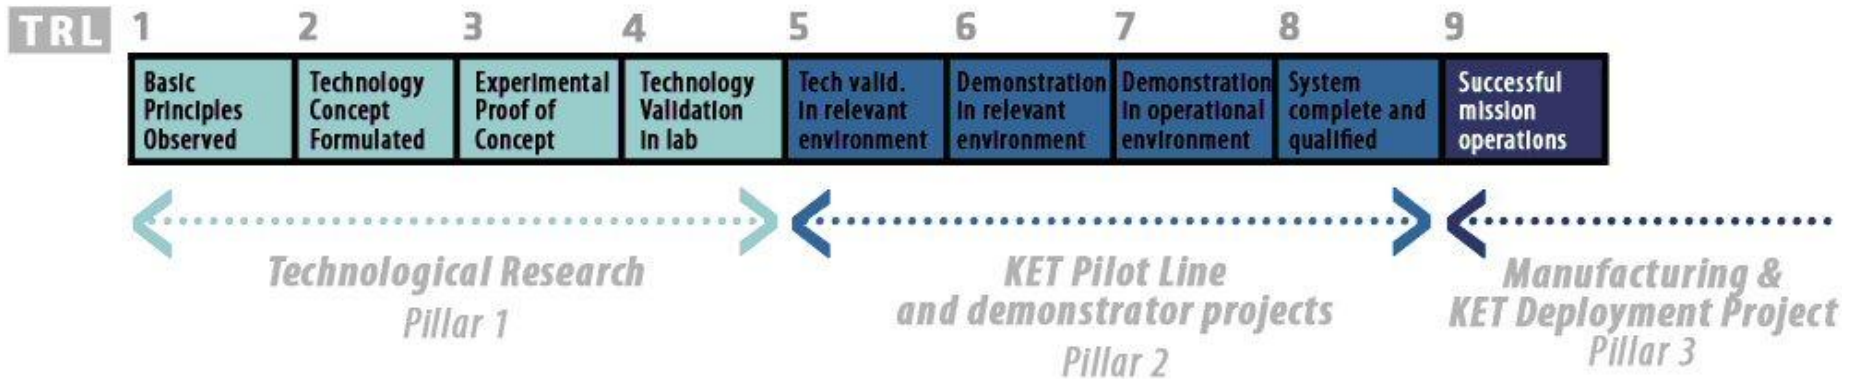 TRL 1 2 3 4 5 6 7 8 9
Basic
Principles
Observed
Technology
Concept
Formulated
Experimental
Proof of
Concept
Technology
Validation
in lab
Tech valid.
in relevant
environment
Demonstration
in relevant
environment
Demonstration
in operational
environment
System
complete and
qualified
Successful
mission
operations
Technological Research
Pillar 1
KET Pilot Line
and demonstrator projects
Pillar 2
Manufacturing &
KET Deployment Project
Pillar 3